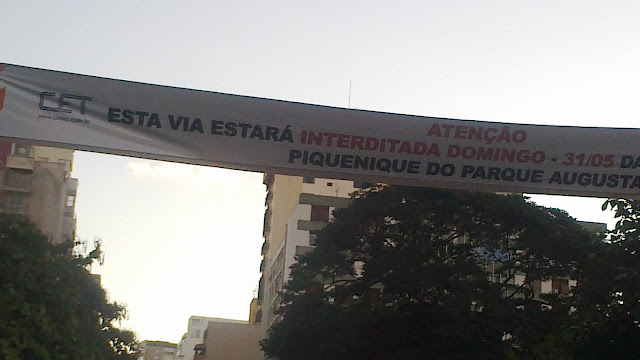 CET
ATENÇÃO
ESTA VIA ESTARÁ INTERDITADA DOMINGO - 31/05 DA
PIQUENIQUE DO PARQUE AUGUSTA